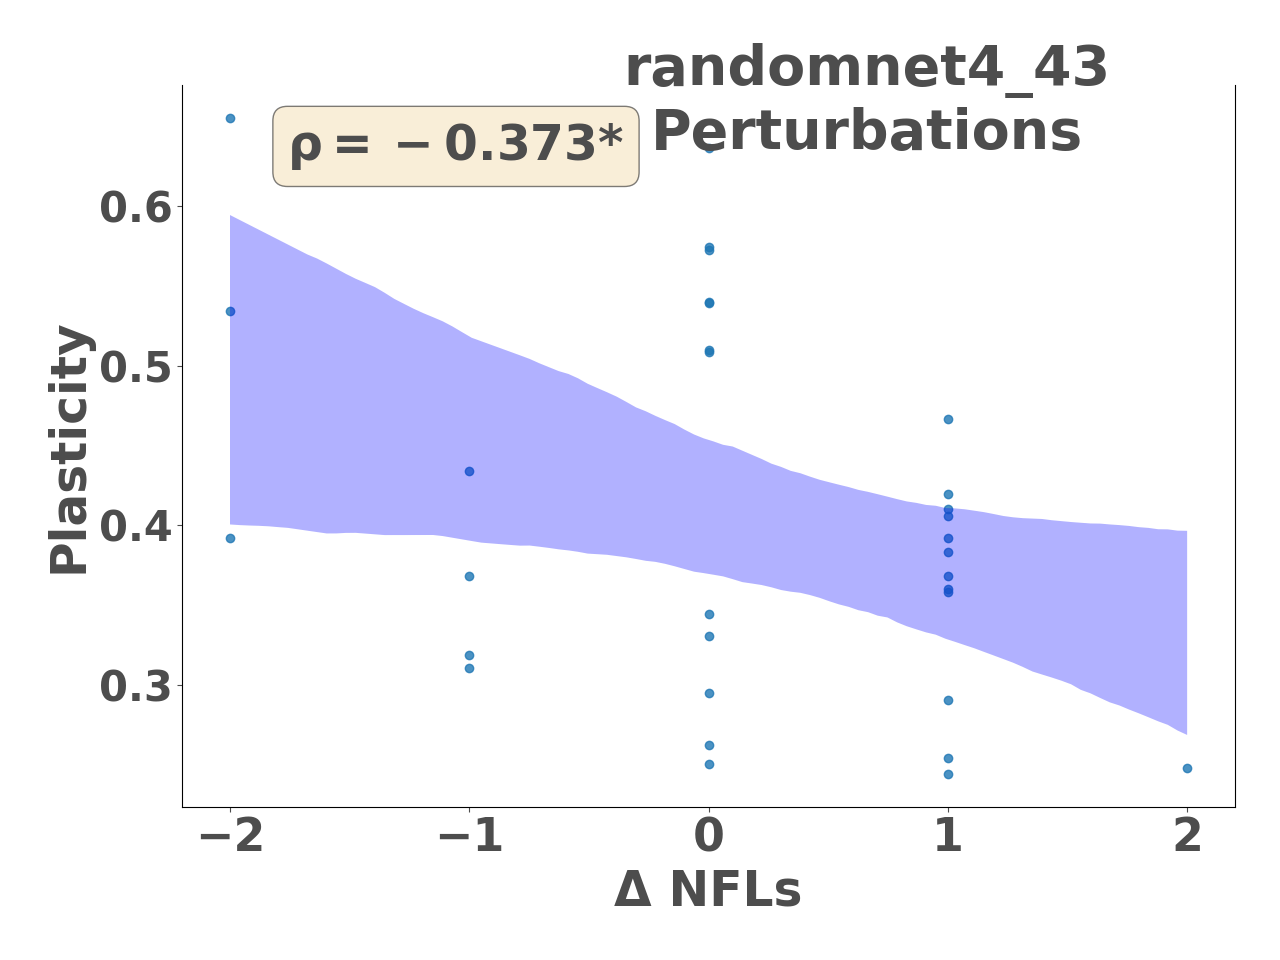 randomnet4_43
Perturbations
ρ = −0.373*
Plasticity
0.6
0.5
0.4
0.3
−2 −1 0 1 2
Δ NFLs